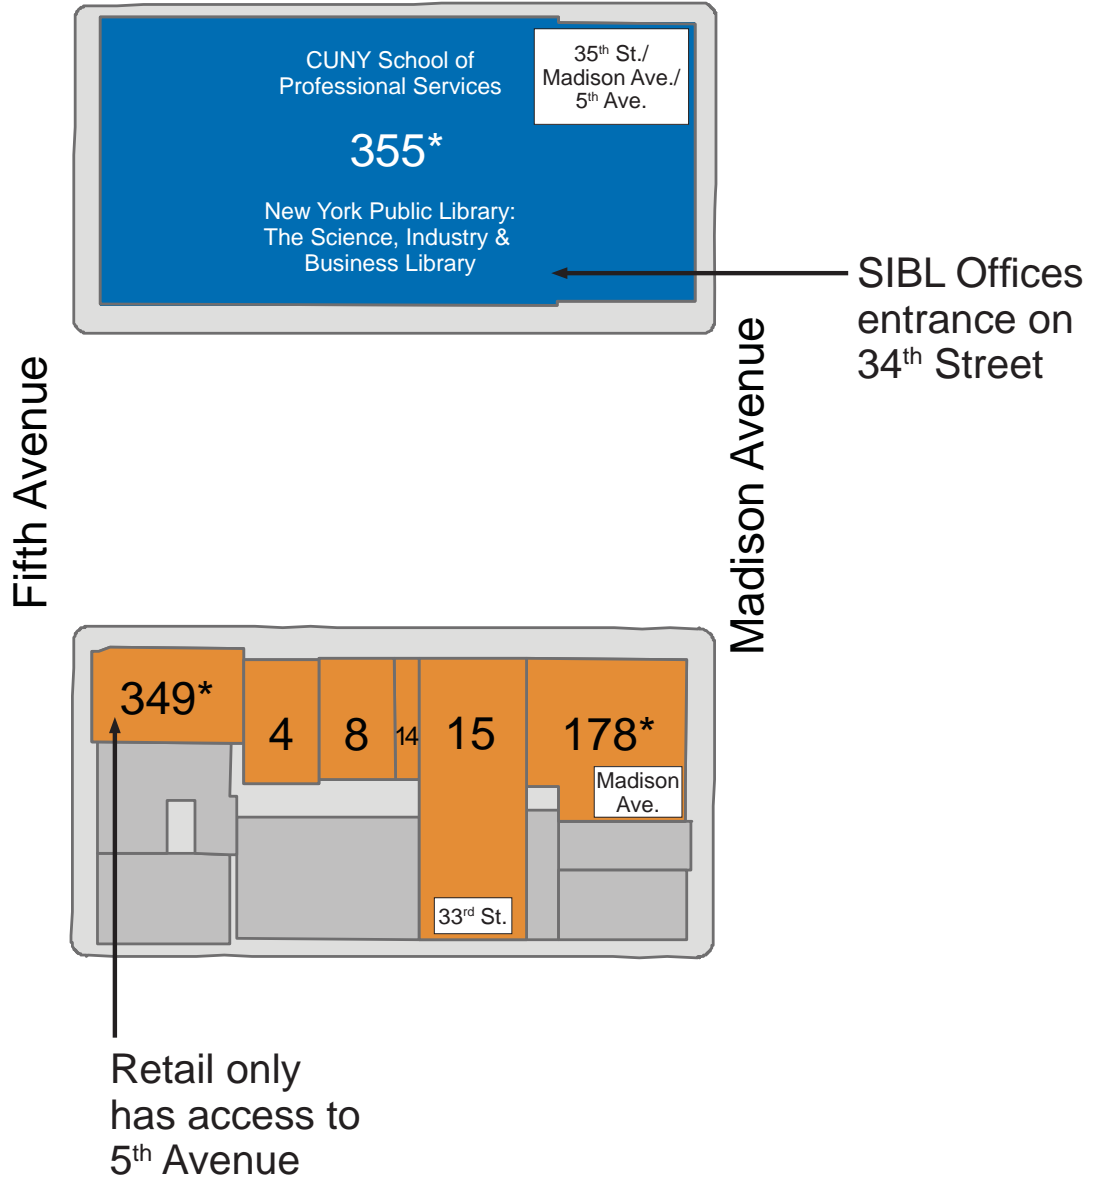 CUNY School of
Professional Services
355*
New York Public Library:
The Science, Industry &
Business Library
35th St./
Madison Ave./
5th Ave.
SIBL Offices
entrance on
34th Street
Fifth Avenue
Madison Avenue
349*
4
8
14
15
178*
Madison
Ave.
33rd St.
Retail only
has access to
5th Avenue